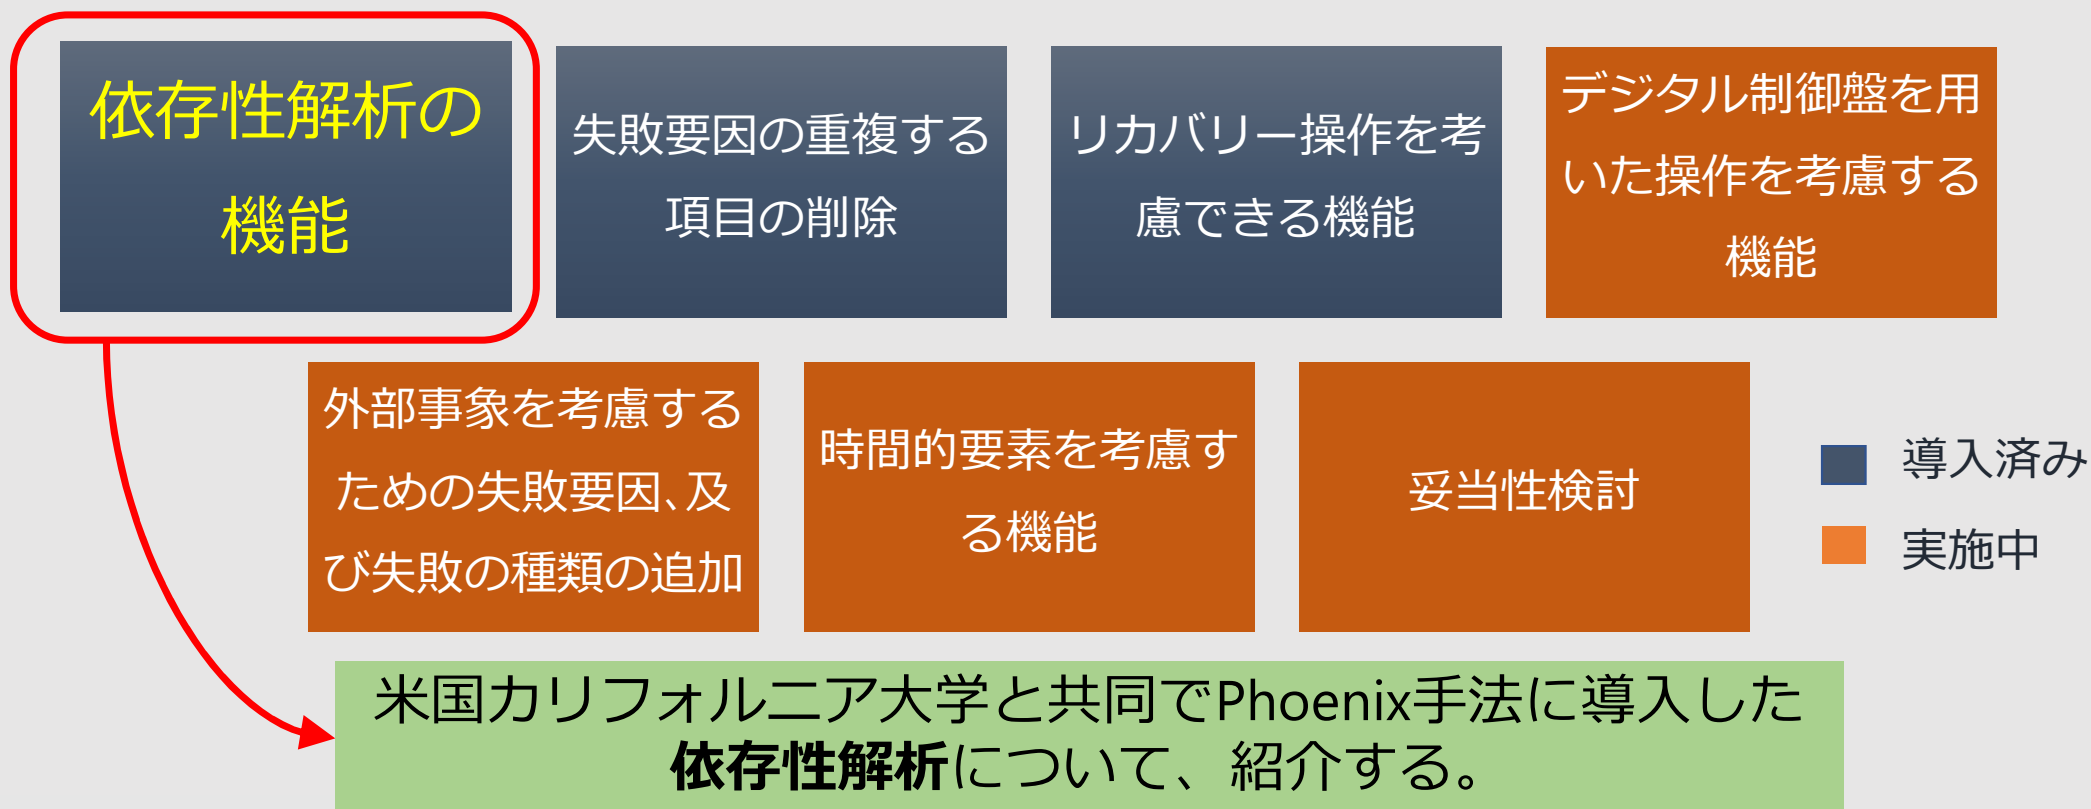 依存性解析の
機能
失敗要因の重複する
項目の削除
リカバリー操作を考
慮できる機能
デジタル制御盤を用
いた操作を考慮する
機能
外部事象を考慮する
ための失敗要因、及
び失敗の種類の追加
時間的要素を考慮す
る機能
妥当性検討
導入済み
実施中
米国カリフォルニア大学と共同でPhoenix手法に導入した
依存性解析について、紹介する。